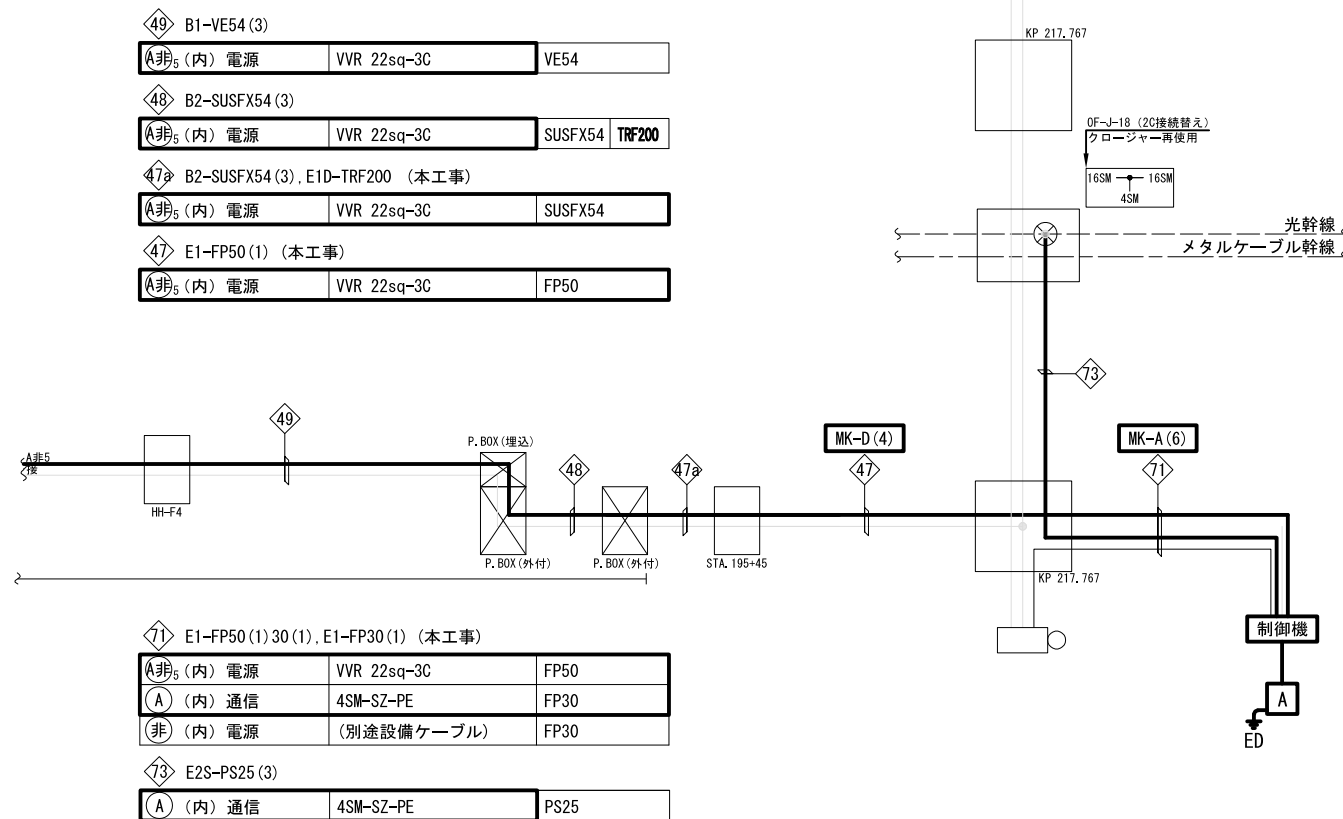 49 B1-VE54(3)
A非5 (内) 電源 VVR 22sq-3C VE54
48 B2-SUSFX54(3)
A非5 (内) 電源 VVR 22sq-3C SUSFX54 TRF200
47a B2-SUSFX54(3),E1D-TRF200 (本工事)
A非5 (内) 電源 VVR 22sq-3C SUSFX54
47 E1-FP50(1) (本工事)
A非5 (内) 電源 VVR 22sq-3C FP50
KP 217.767
OF-J-18 (2C接続替え)
クロージャー再使用
16SM 16SM
4SM
光幹線
メタルケーブル幹線
73
49
MK-D(4)
MK-A(6)
P.BOX(埋込)
A非5
接
48
47a
47
71
HH-F4
P.BOX(外付)
P.BOX(外付)
STA.195+45
KP 217.767
制御機
A
ED
71 E1-FP50(1)30(1),E1-FP30(1) (本工事)
A非5 (内) 電源 VVR 22sq-3C FP50
A (内) 通信 4SM-SZ-PE FP30
非 (内) 電源 (別途設備ケーブル) FP30
73 E2S-PS25(3)
A (内) 通信 4SM-SZ-PE PS25